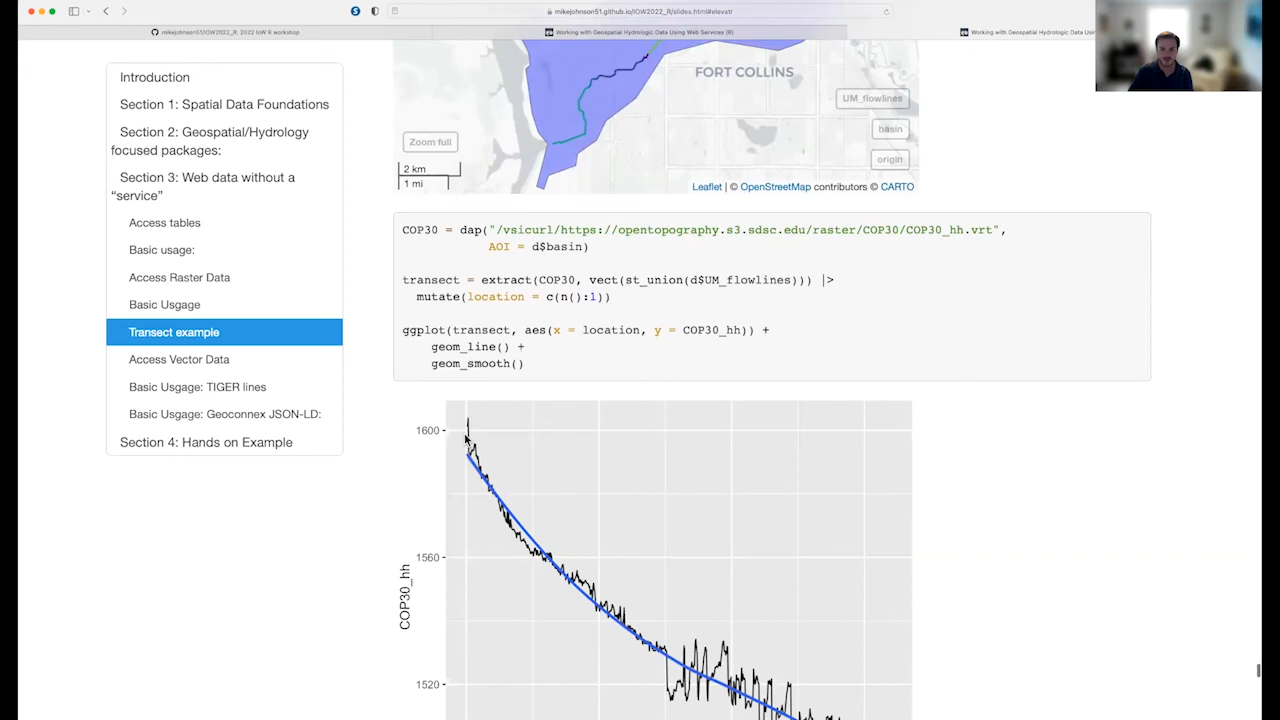 mikejohnson51.github.io/IOW2022_R/slides.html#elevatr
mikejohnson51/IOW2022_R: 2022 IoW R workshop
Working with Geospatial Hydrologic Data Using Web Services (R)
Working with Geospatial Hydrologic Data Usin
Introduction
Section 1: Spatial Data Foundations
Section 2: Geospatial/Hydrology
focused packages:
Section 3: Web data without a
“service”
Access tables
Basic usage:
Access Raster Data
Basic Usgage
Transect example
Access Vector Data
Basic Usgage: TIGER lines
Basic Usgage: Geoconnex JSON-LD:
Section 4: Hands on Example
FORT COLLINS
UM_flowlines
basin
origin
Zoom full
2 km
1 mi
Leaflet | © OpenStreetMap contributors © CARTO
COP30 = dap("/vsicurl/https://opentopography.s3.sdsc.edu/raster/COP30/COP30_hh.vrt",
AOI = d$basin)
transect = extract(COP30, vect(st_union(d$UM_flowlines))) |>
mutate(location = c(n():1))
ggplot(transect, aes(x = location, y = COP30_hh)) +
geom_line() +
geom_smooth()
1600
1560
1520
COP30_hh